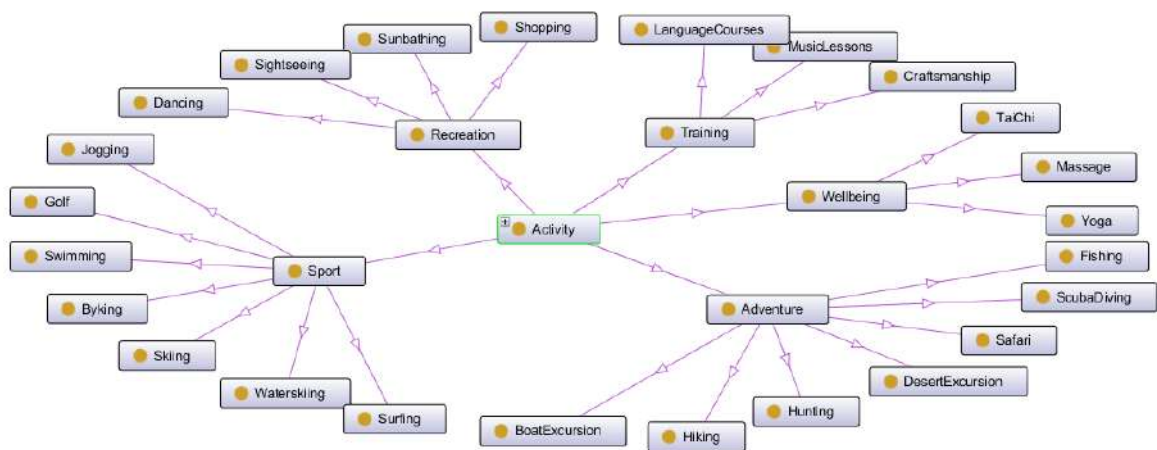 LanguageCourses
Shopping
Sunbathing
MusicLessons
Sightseeing
Craftsmanship
Dancing
TaiChi
Recreation
Training
Jogging
Massage
Golf
Wellbeing
Yoga
Activity
Swimming
Fishing
Sport
ScubaDiving
Byking
Adventure
Safari
Skiing
DesertExcursion
Waterskiing
Hunting
Surfing
BoatExcursion
Hiking